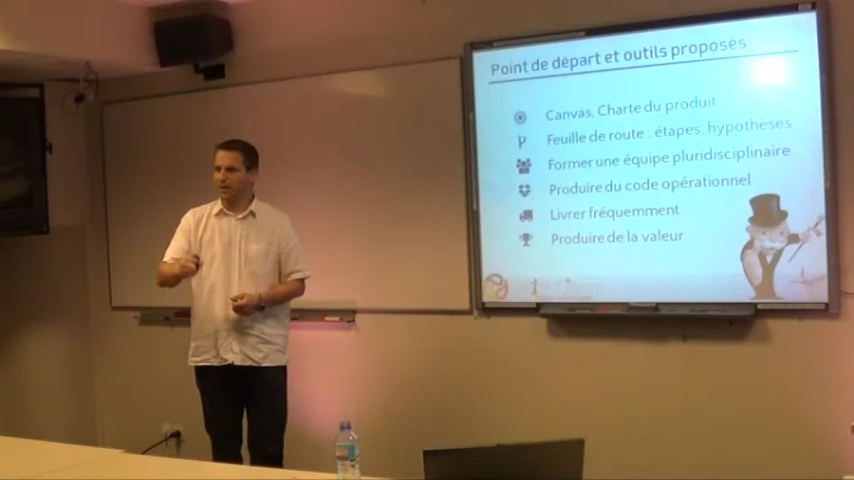 Point de départ et outils proposés
Canvas, Charte du produit
Feuille de route : étapes, hypothèses
Former une équipe pluridisciplinaire
Produire du code opérationnel
Livrer fréquemment
Produire de la valeur